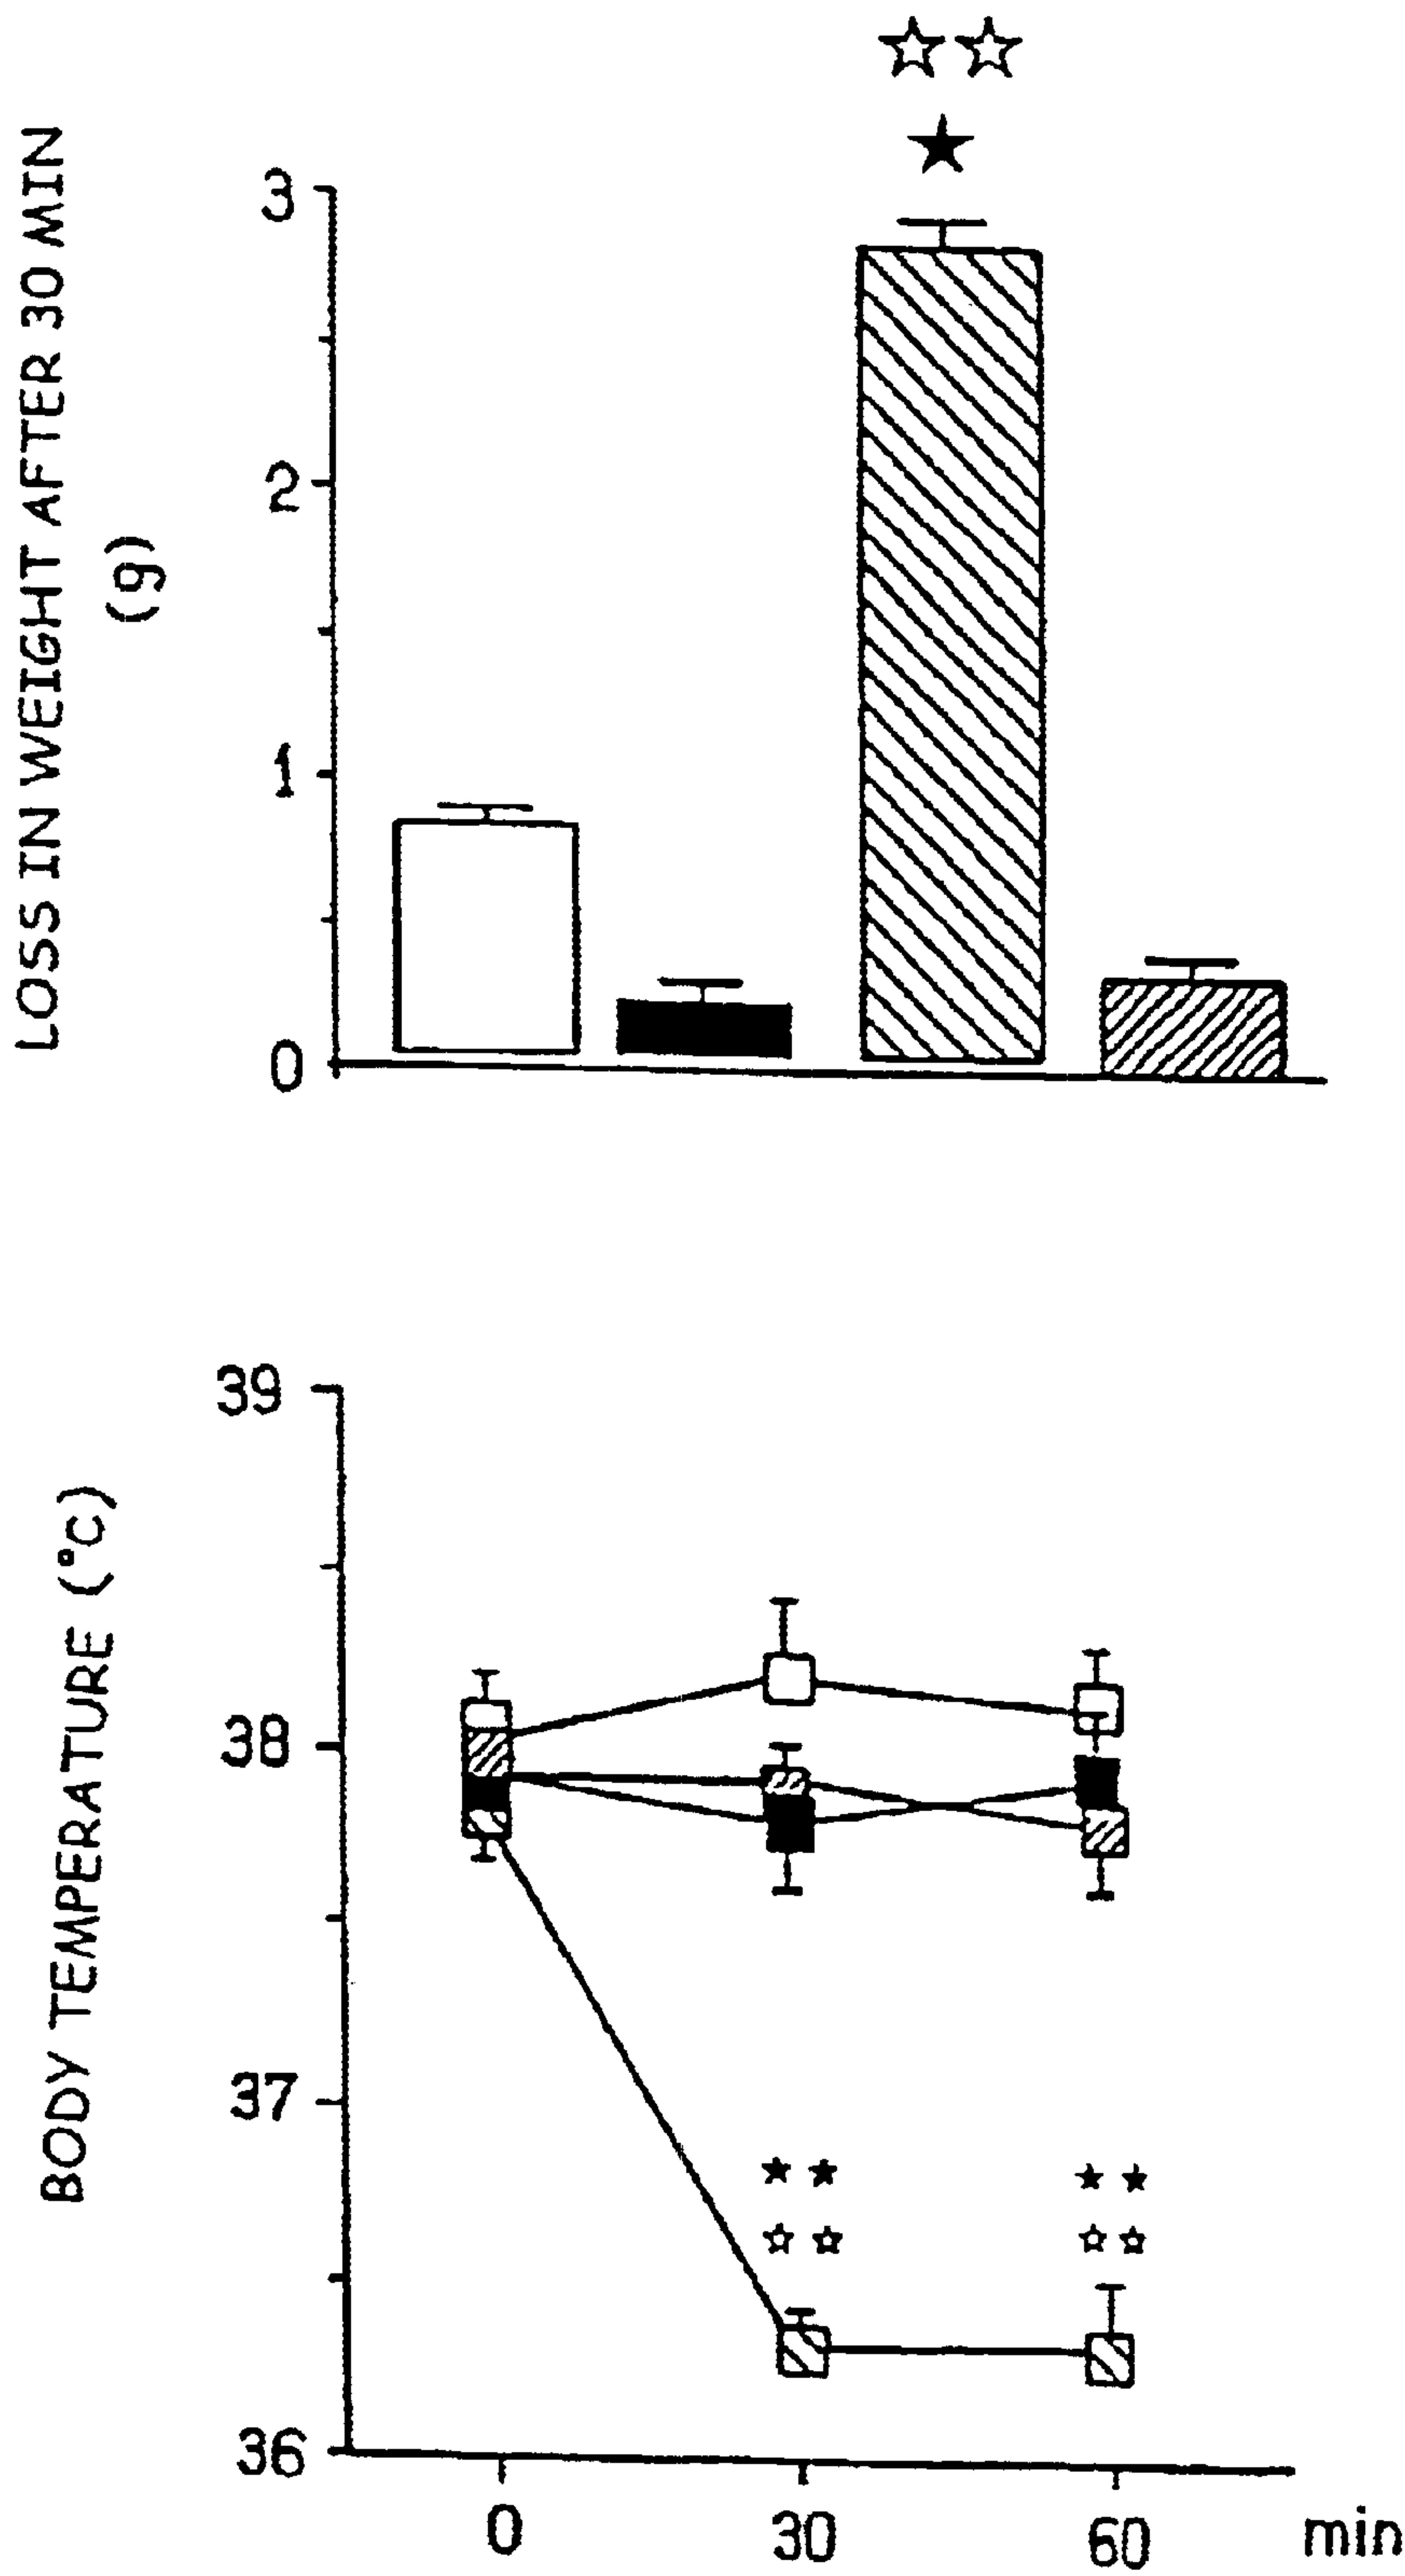 LOSS IN WEIGHT AFTER 30 MIN
(g)
3
2
1
0
BODY TEMPERATURE (°C)
39
38
37
36
0 30 60 min